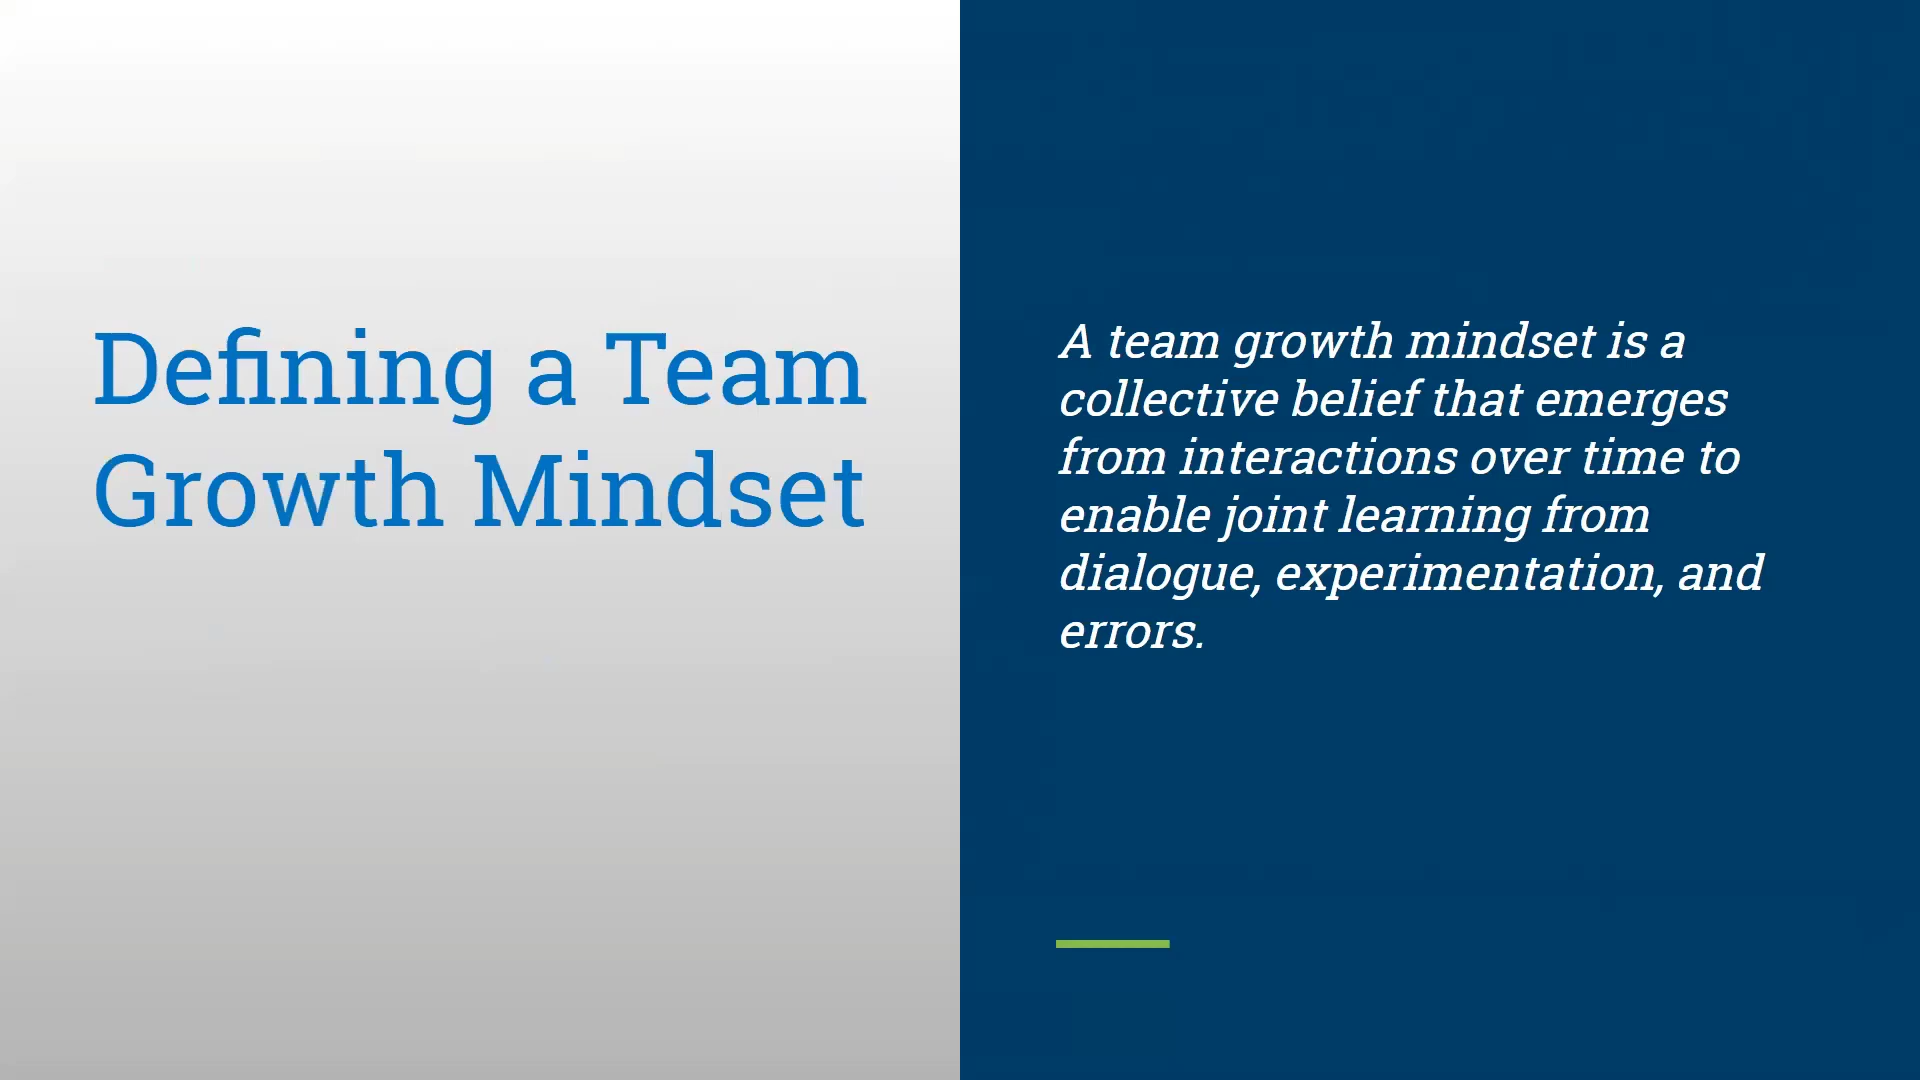 Defining a Team
Growth Mindset
A team growth mindset is a
collective belief that emerges
from interactions over time to
enable joint learning from
dialogue, experimentation, and
errors.